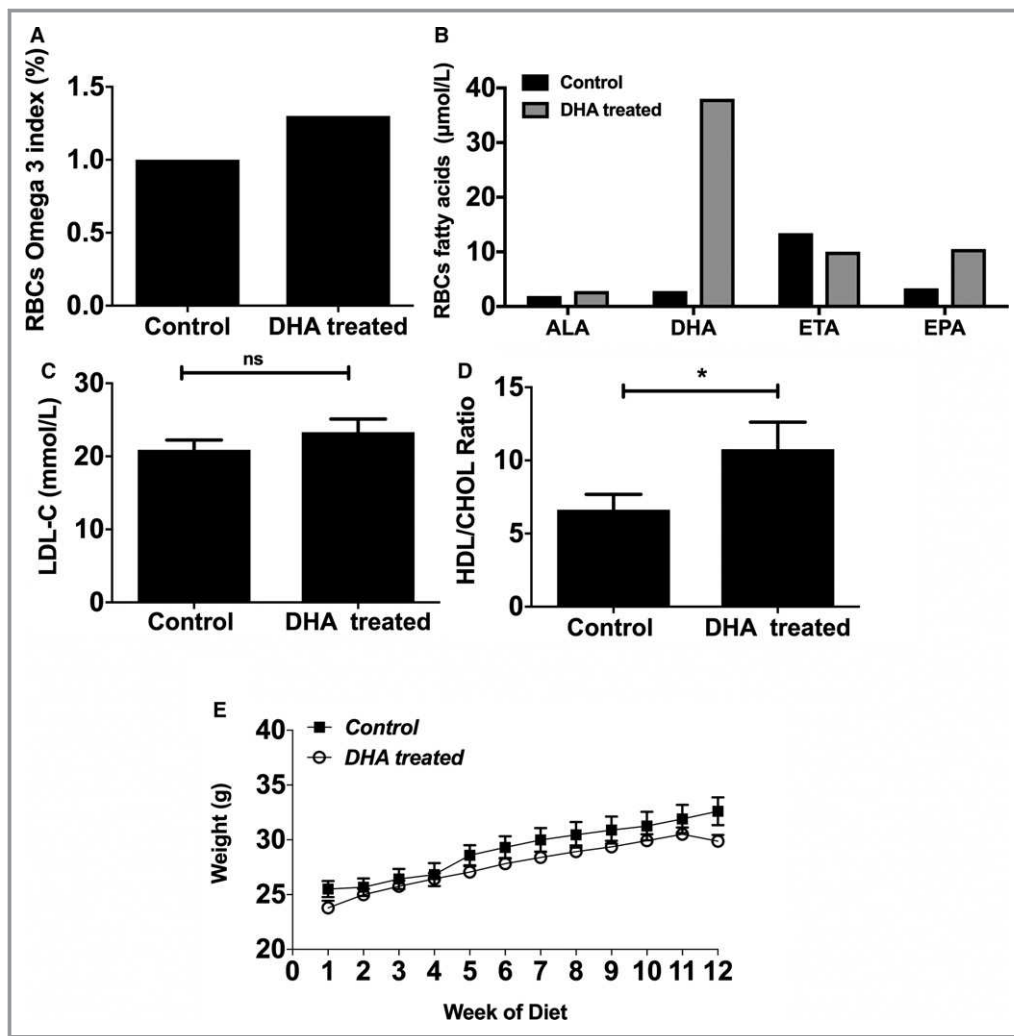 A
RBCs Omega 3 index (%)
1.5
1.0
0.5
0.0
Control
DHA treated
B
RBCs fatty acids (µmol/L)
Control
DHA treated
40
30
20
10
0
ALA
DHA
ETA
EPA
C
LDL-C (mmol/L)
ns
30
20
10
0
Control
DHA treated
D
HDL/CHOL Ratio
*
15
10
5
0
Control
DHA treated
E
Weight (g)
Control
DHA treated
40
35
30
25
20
0 1 2 3 4 5 6 7 8 9 10 11 12
Week of Diet